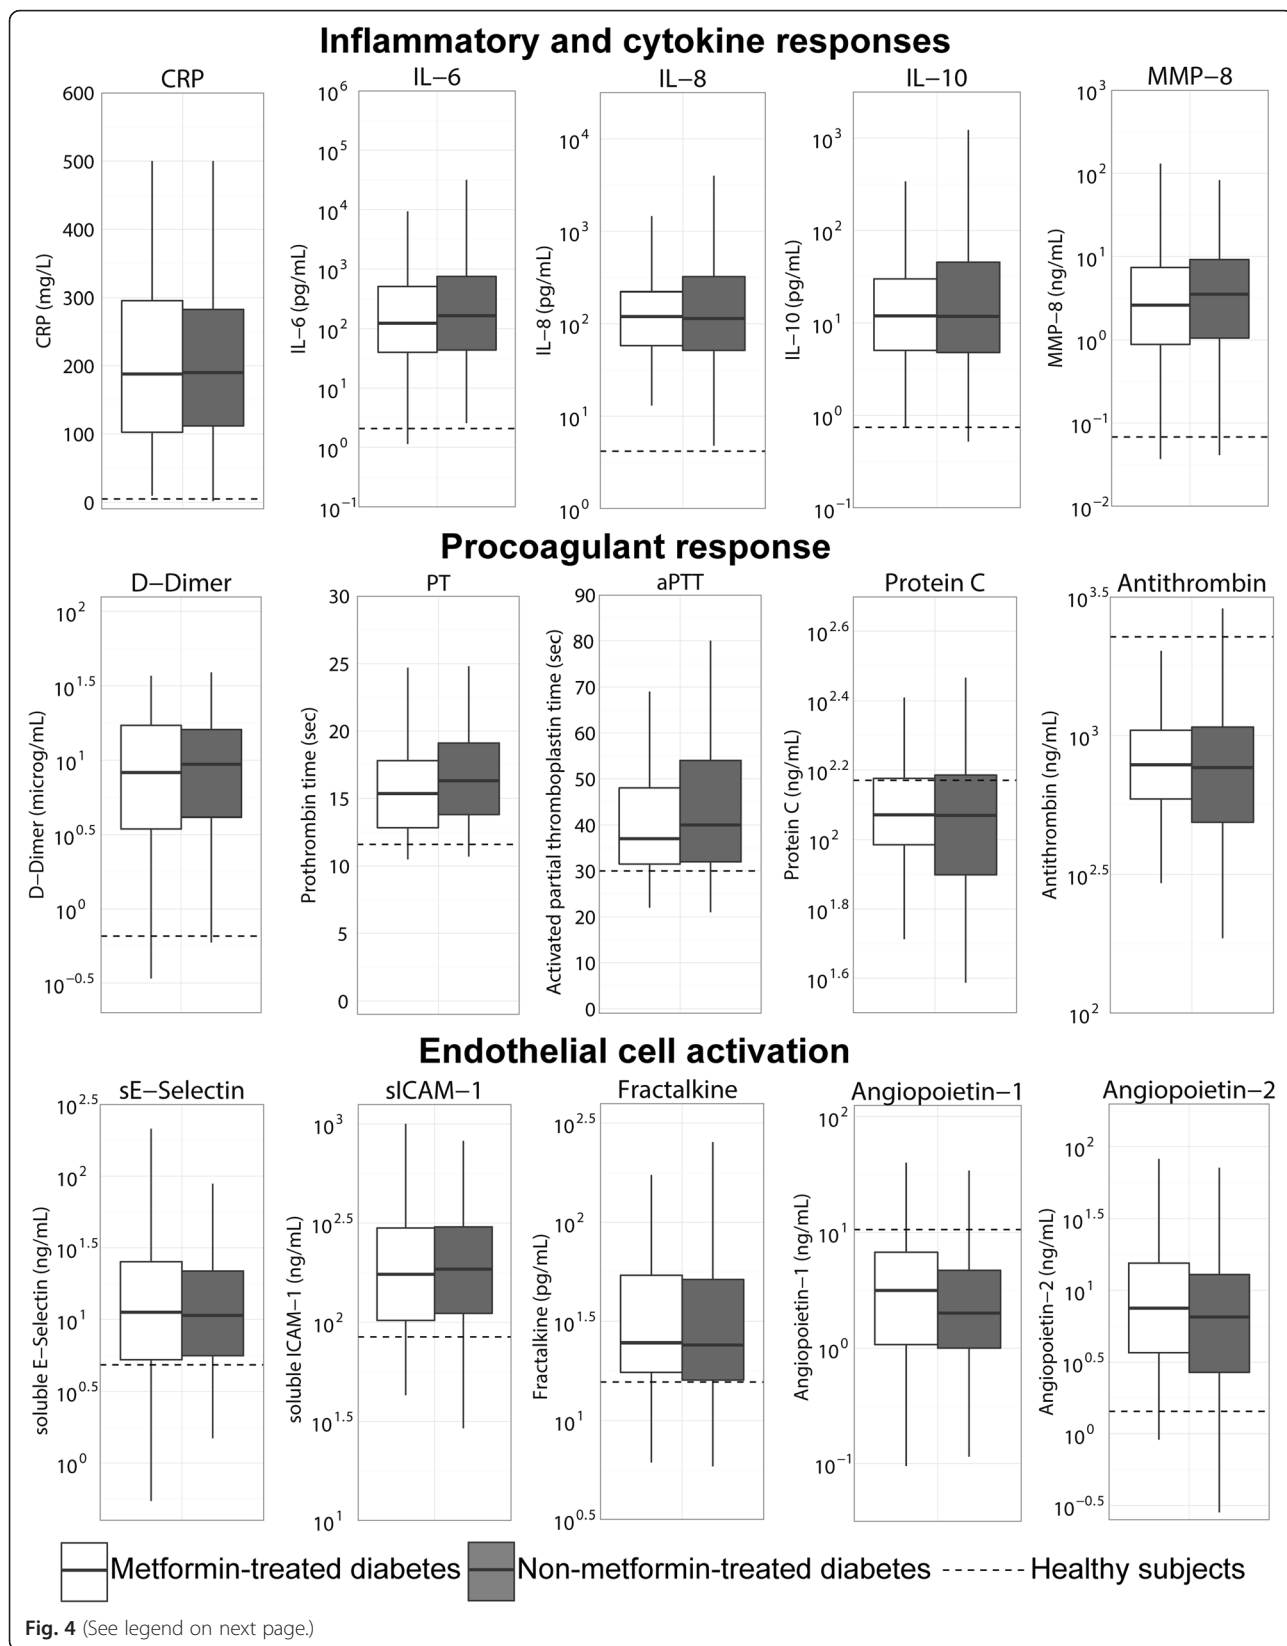 Inflammatory and cytokine responses
CRP
IL−6
IL−8
IL−10
MMP−8
CRP (mg/L)
600
500
400
300
200
100
0
IL−6 (pg/mL)
10^6
10^5
10^4
10^3
10^2
10^1
10^0
10^−1
IL−8 (pg/mL)
10^4
10^3
10^2
10^1
10^0
IL−10 (pg/mL)
10^3
10^2
10^1
10^0
10^−1
MMP−8 (ng/mL)
10^3
10^2
10^1
10^0
10^−1
10^−2
Procoagulant response
D−Dimer
PT
aPTT
Protein C
Antithrombin
D−Dimer (microg/mL)
10^2
10^1.5
10^1
10^0.5
10^0
10^−0.5
Prothrombin time (sec)
30
25
20
15
10
5
0
Activated partial thromboplastin time (sec)
90
80
70
60
50
40
30
20
10
0
Protein C (ng/mL)
10^2.6
10^2.4
10^2.2
10^2
10^1.8
10^1.6
Antithrombin (ng/mL)
10^3.5
10^3
10^2.5
10^2
Endothelial cell activation
sE−Selectin
sICAM−1
Fractalkine
Angiopoietin−1
Angiopoietin−2
soluble E−Selectin (ng/mL)
10^2.5
10^2
10^1.5
10^1
10^0.5
10^0
soluble ICAM−1 (ng/mL)
10^3
10^2.5
10^2
10^1.5
10^1
Fractalkine (pg/mL)
10^2.5
10^2
10^1.5
10^1
10^0.5
Angiopoietin−1 (ng/mL)
10^2
10^1
10^0
10^−1
Angiopoietin−2 (ng/mL)
10^2
10^1.5
10^1
10^0.5
10^0
10^−0.5
Metformin-treated diabetes
Non-metformin-treated diabetes
Healthy subjects
Fig. 4 (See legend on next page.)